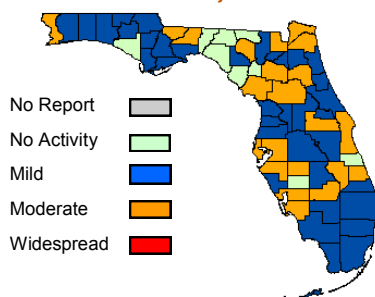 No Report
No Activity
Mild
Moderate
Widespread